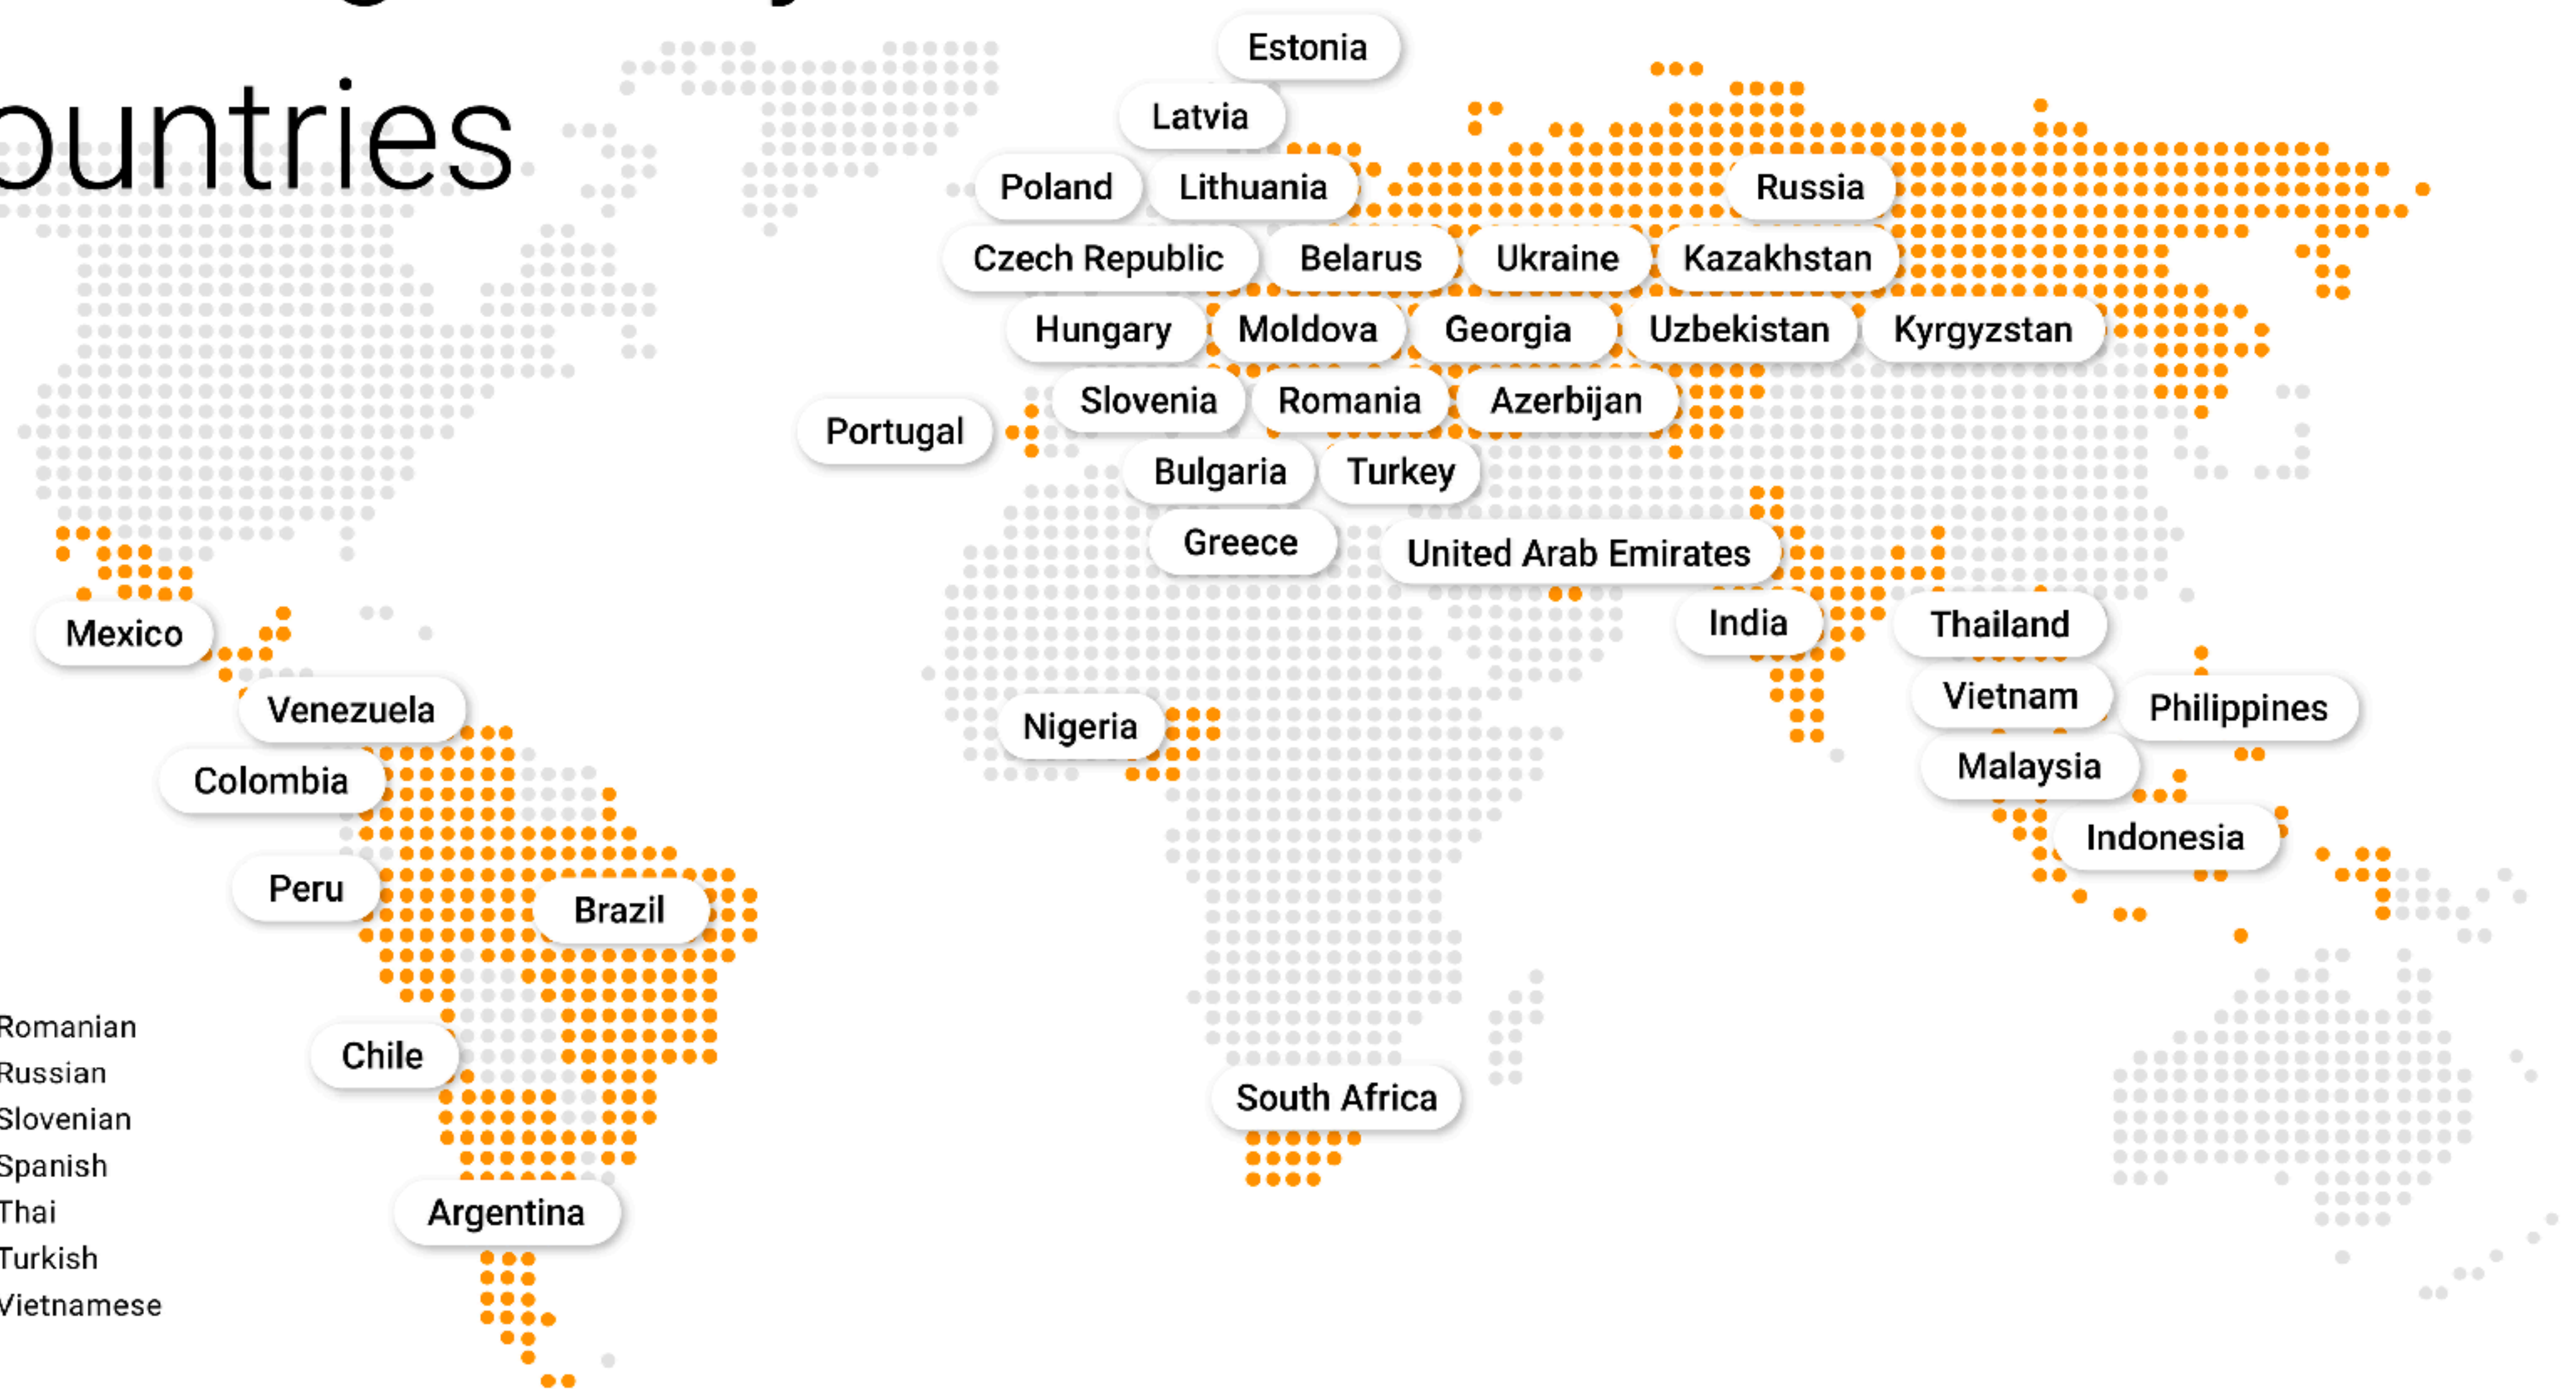 ountries
Estonia
Latvia
Poland Lithuania Russia
Czech Republic Belarus Ukraine Kazakhstan
Hungary Moldova Georgia Uzbekistan Kyrgyzstan
Slovenia Romania Azerbijan
Portugal
Bulgaria Turkey
Greece United Arab Emirates
Mexico India Thailand
Venezuela Nigeria Vietnam Philippines
Colombia Malaysia
Indonesia
Peru Brazil
Chile South Africa
Argentina
Romanian
Russian
Slovenian
Spanish
Thai
Turkish
Vietnamese